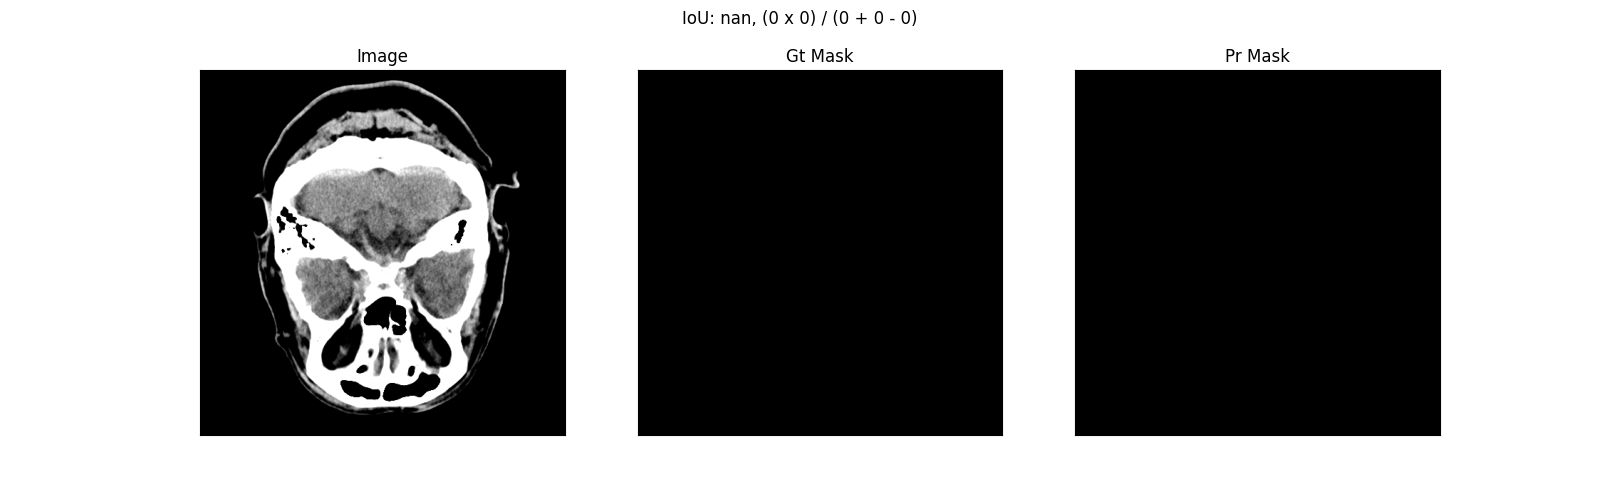 IoU: nan, (0 x 0) / (0 + 0 - 0)
Image
Gt Mask
Pr Mask